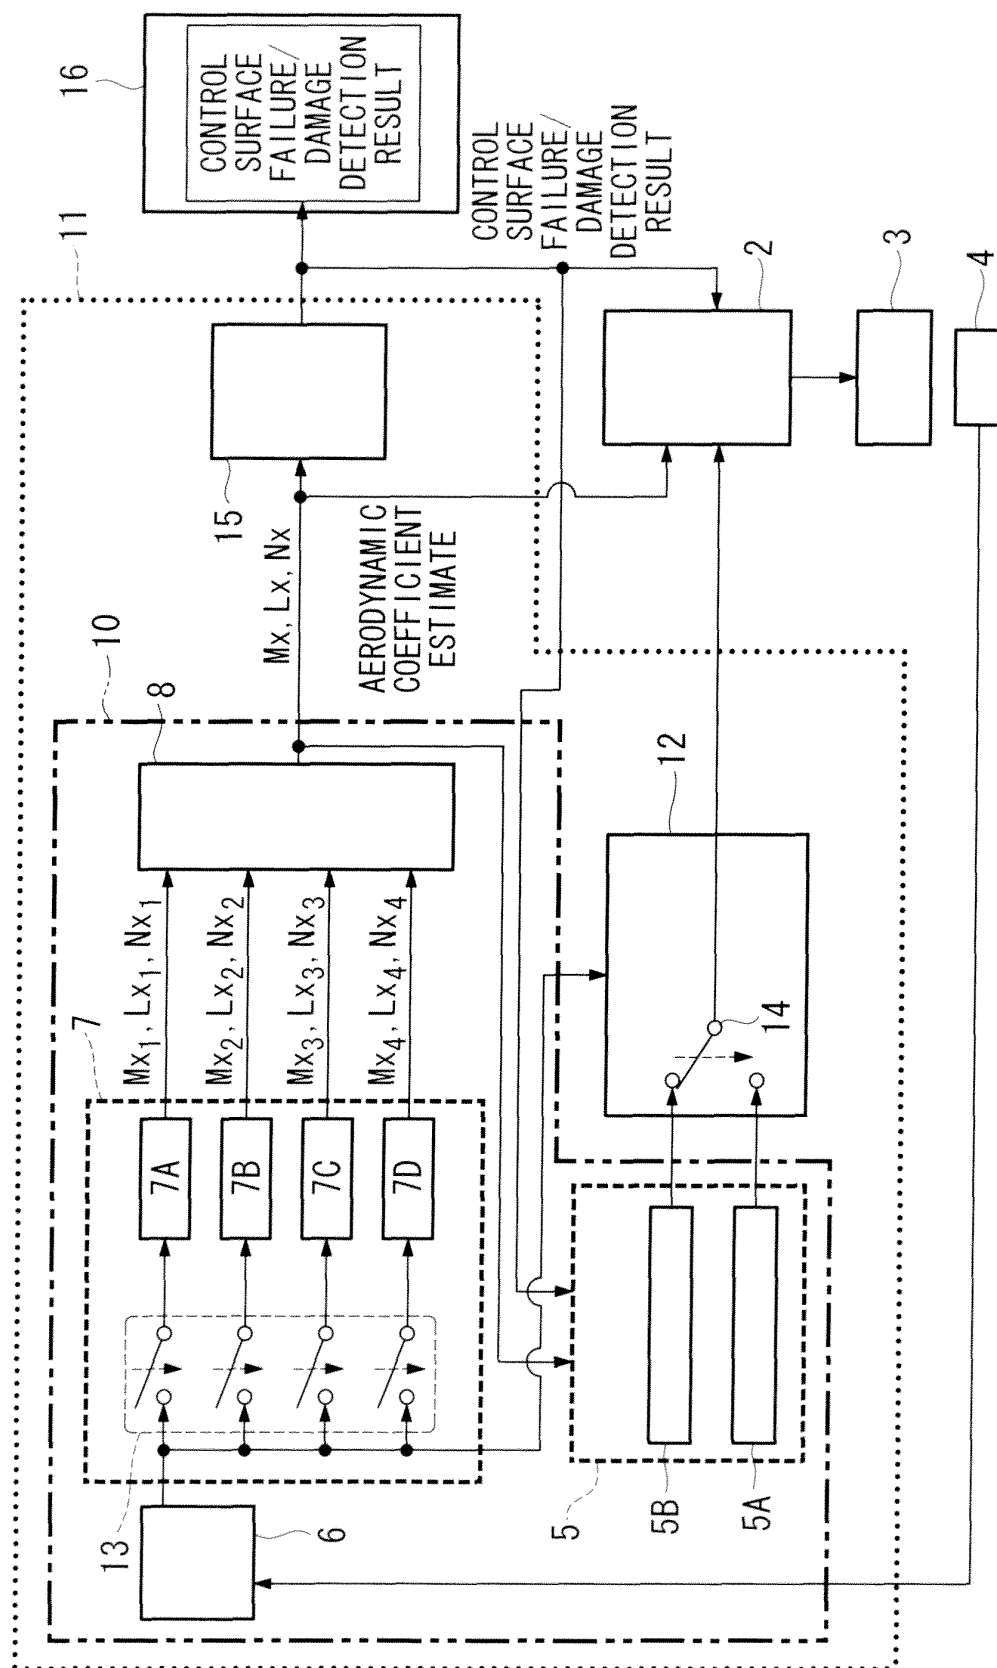 11
16
CONTROL
SURFACE
FAILURE/
DAMAGE
DETECTION
RESULT
CONTROL
SURFACE
FAILURE/
DAMAGE
DETECTION
RESULT
10
15
Mx, Lx, Nx
AERODYNAMIC
COEFFICIENT
ESTIMATE
2
3
4
7
8
Mx₁, Lx₁, Nx₁
Mx₂, Lx₂, Nx₂
Mx₃, Lx₃, Nx₃
Mx₄, Lx₄, Nx₄
7A
7B
7C
7D
12
14
13
6
5
5B
5A